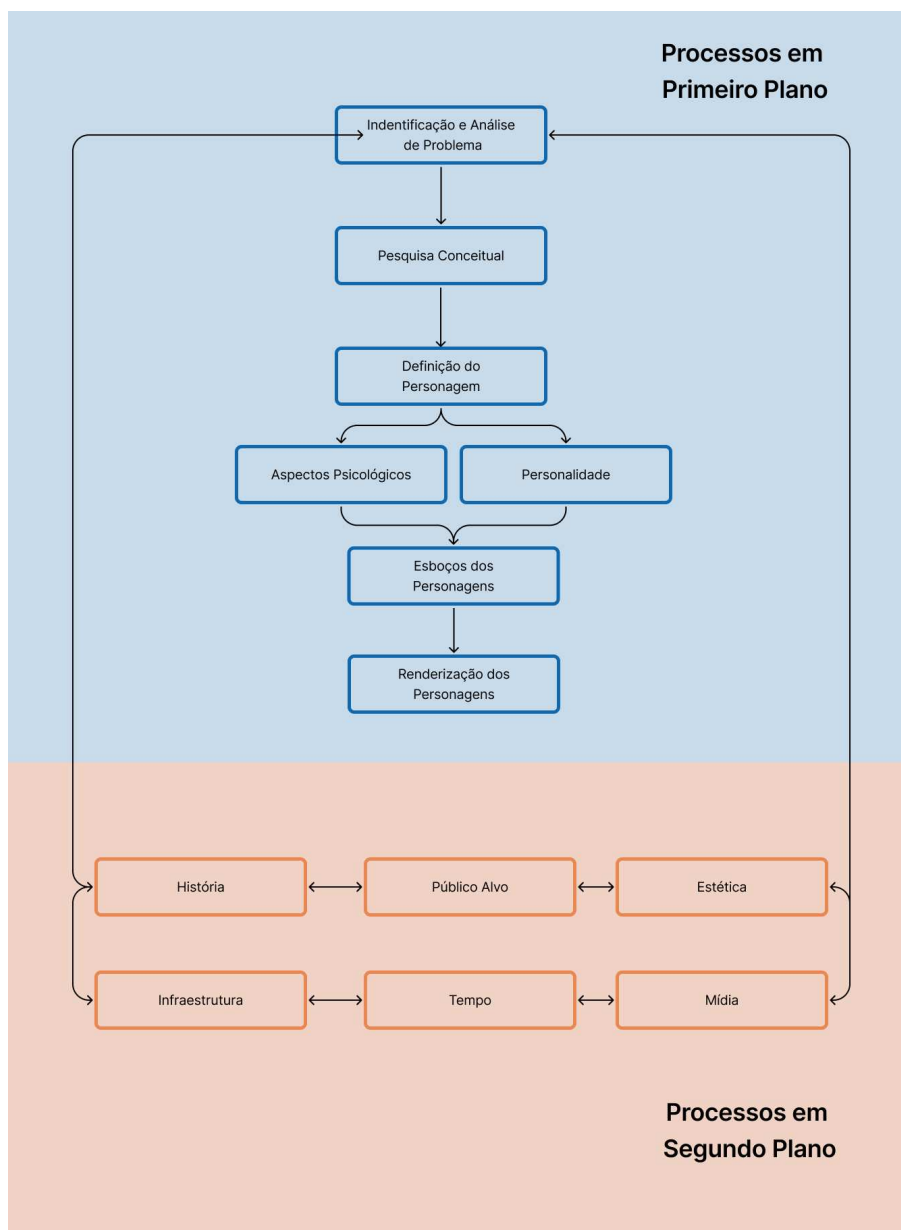 Processos em
Primeiro Plano
Indentificação e Análise
de Problema
Pesquisa Conceitual
Definição do
Personagem
Aspectos Psicológicos
Personalidade
Esboços dos
Personagens
Renderização dos
Personagens
História
Público Alvo
Estética
Infraestrutura
Tempo
Mídia
Processos em
Segundo Plano